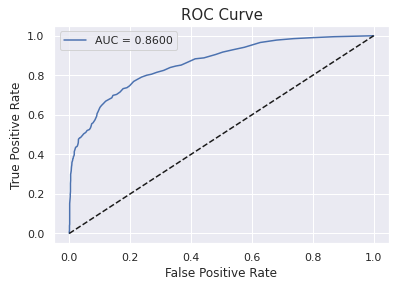 ROC Curve
AUC = 0.8600
True Positive Rate
1.0
0.8
0.6
0.4
0.2
0.0
0.0 0.2 0.4 0.6 0.8 1.0
False Positive Rate